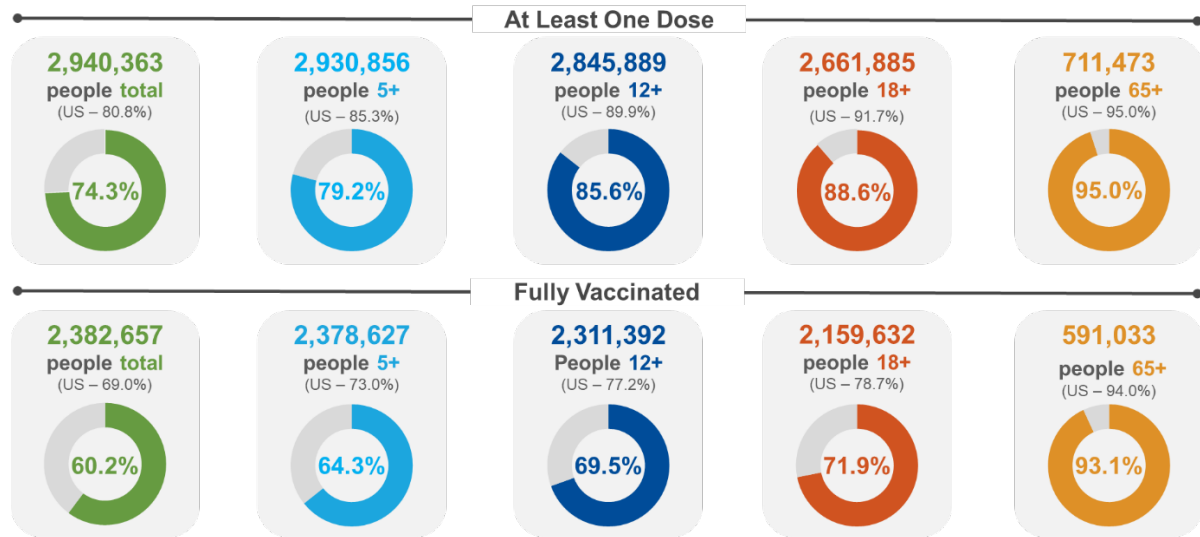 At Least One Dose
2,940,363
people total
(US – 80.8%)
74.3%
2,930,856
people 5+
(US – 85.3%)
79.2%
2,845,889
people 12+
(US – 89.9%)
85.6%
2,661,885
people 18+
(US – 91.7%)
88.6%
711,473
people 65+
(US – 95.0%)
95.0%
Fully Vaccinated
2,382,657
people total
(US – 69.0%)
60.2%
2,378,627
people 5+
(US – 73.0%)
64.3%
2,311,392
People 12+
(US – 77.2%)
69.5%
2,159,632
people 18+
(US – 78.7%)
71.9%
591,033
people 65+
(US – 94.0%)
93.1%